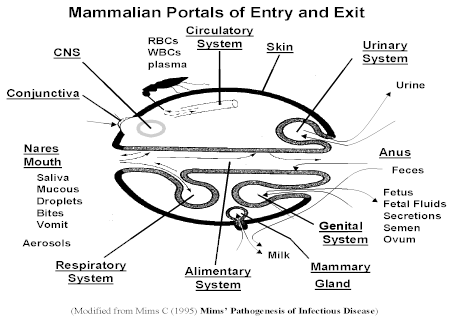 Mammalian Portals of Entry and Exit
RBCs
WBCs
plasma
Circulatory
System
Skin
Urinary
System
CNS
Conjunctiva
Urine
Nares
Mouth
Saliva
Mucous
Droplets
Bites
Vomit
Aerosols
Anus
Feces
Fetus
Fetal Fluids
Secretions
Semen
Ovum
Genital
System
Milk
Mammary
Gland
Respiratory
System
Alimentary
System
(Modified from Mims C (1995) Mims' Pathogenesis of Infectious Disease)